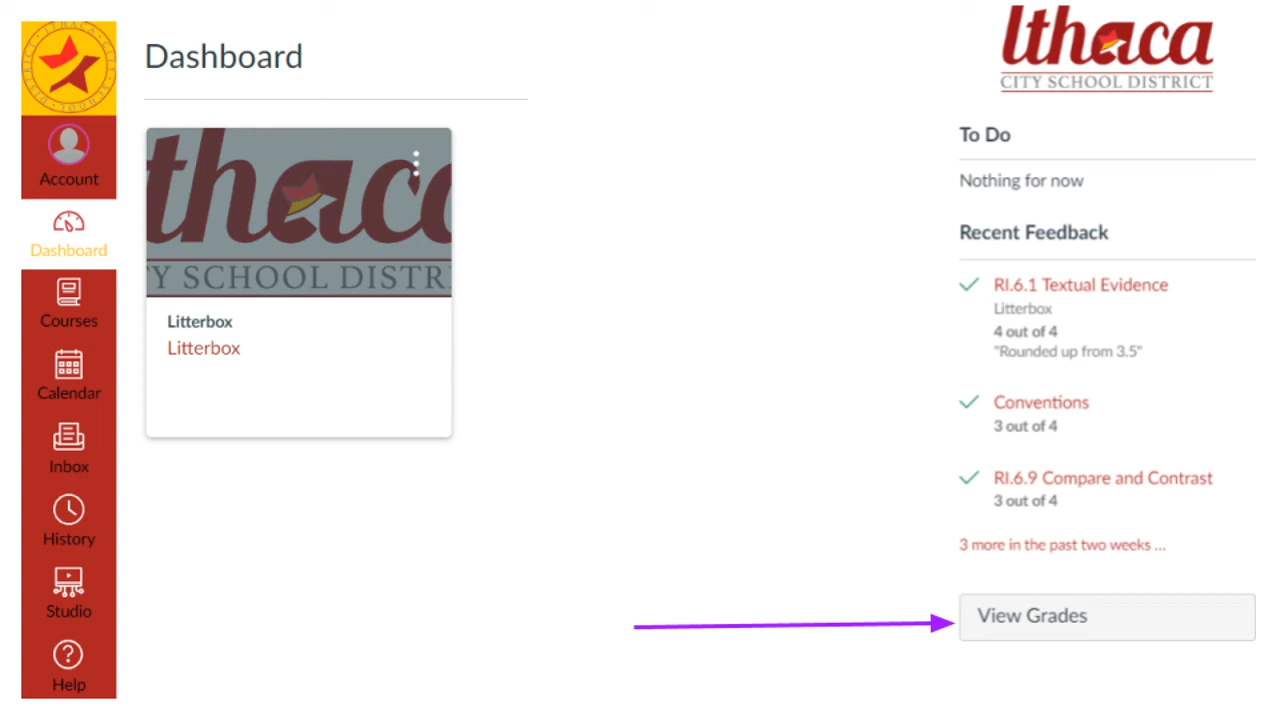 Account
Dashboard
Courses
Calendar
Inbox
History
Studio
Help
Dashboard
thaca
Y SCHOOL DISTR
Litterbox
Litterbox
Ithaca
CITY SCHOOL DISTRICT
To Do
Nothing for now
Recent Feedback
RI.6.1 Textual Evidence
Litterbox
4 out of 4
"Rounded up from 3.5"
Conventions
3 out of 4
RI.6.9 Compare and Contrast
3 out of 4
3 more in the past two weeks ...
View Grades